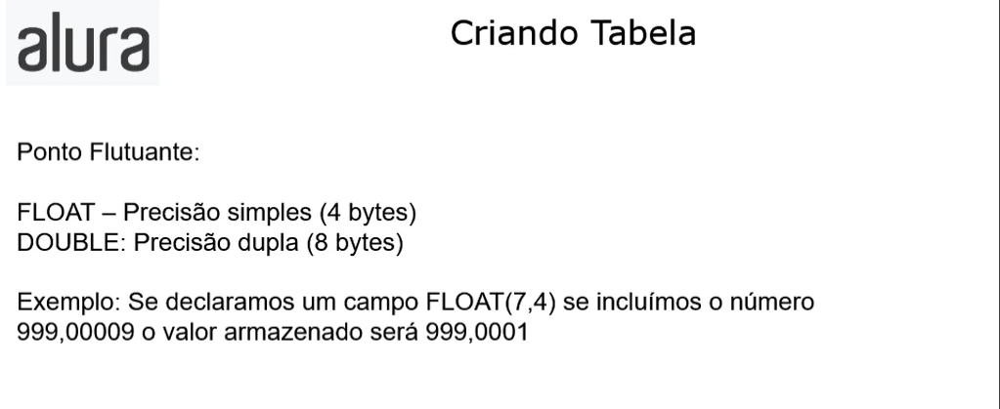 alura
Criando Tabela
Ponto Flutuante:
FLOAT – Precisão simples (4 bytes)
DOUBLE: Precisão dupla (8 bytes)
Exemplo: Se declaramos um campo FLOAT(7,4) se incluímos o número
999,00009 o valor armazenado será 999,0001